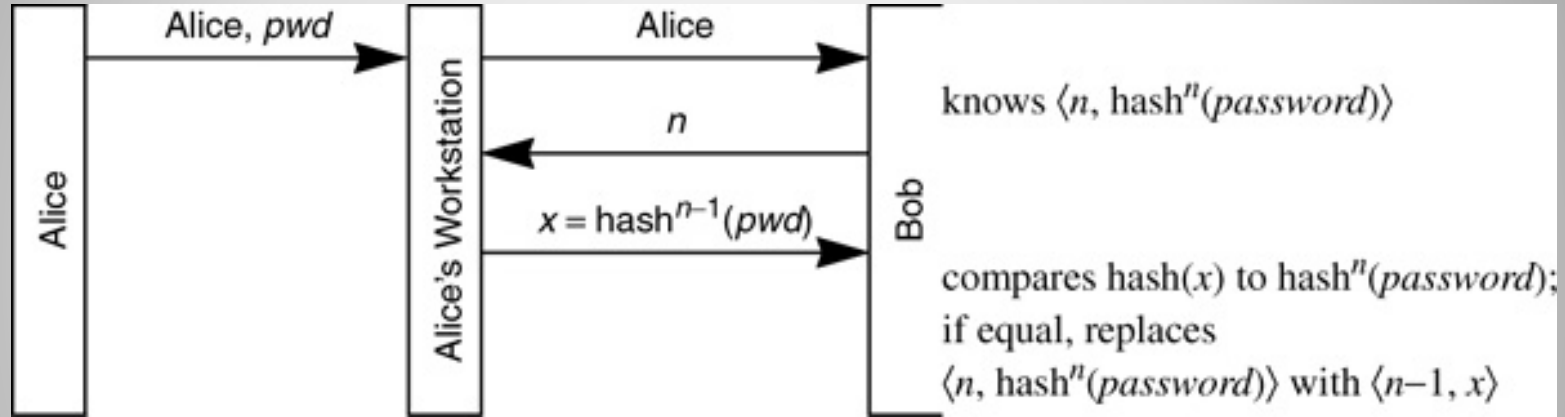 Alice, pwd
Alice
n
x = hashⁿ⁻¹(pwd)
Alice
Alice's Workstation
Bob
knows ⟨n, hashⁿ(password)⟩
compares hash(x) to hashⁿ(password);
if equal, replaces
⟨n, hashⁿ(password)⟩ with ⟨n–1, x⟩